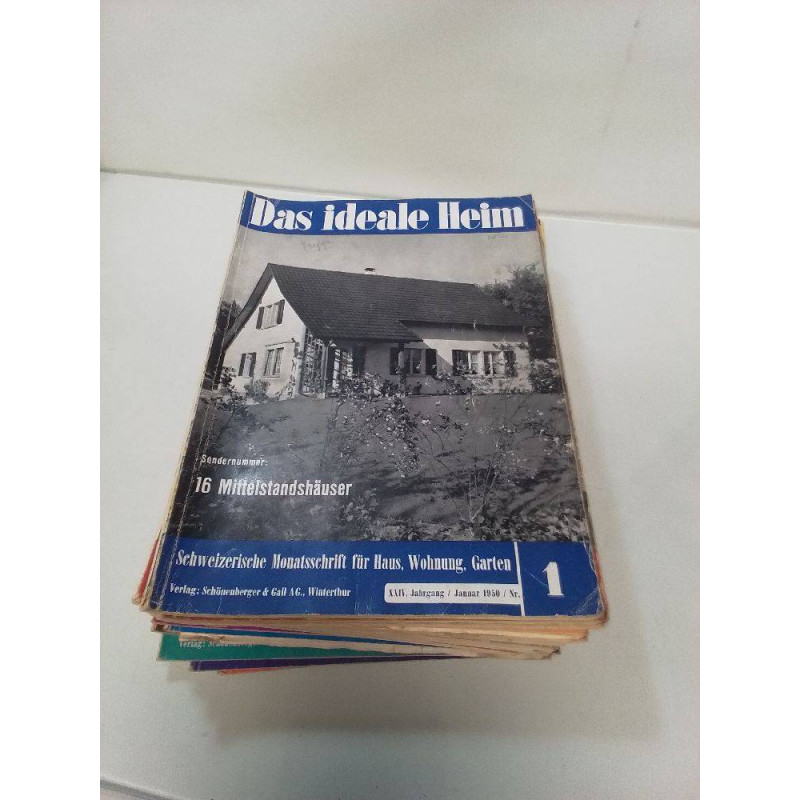 Das ideale Heim
Sondernummer:
16 Mittelstandshäuser
Schweizerische Monatsschrift für Haus, Wohnung, Garten
Verlag: Schönenberger & Gall AG., Winterthur
XXIV. Jahrgang / Januar 1950 / Nr.
1
Verlag: